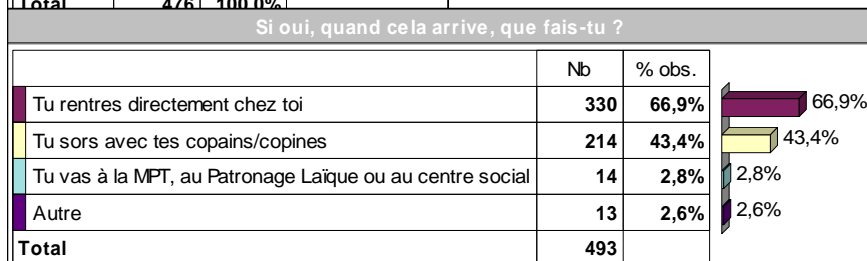 Total 476 100,0%
Si oui, quand cela arrive, que fais-tu ?
Nb % obs.
Tu rentres directement chez toi 330 66,9% 66,9%
Tu sors avec tes copains/copines 214 43,4% 43,4%
Tu vas à la MPT, au Patronage Laïque ou au centre social 14 2,8% 2,8%
Autre 13 2,6% 2,6%
Total 493